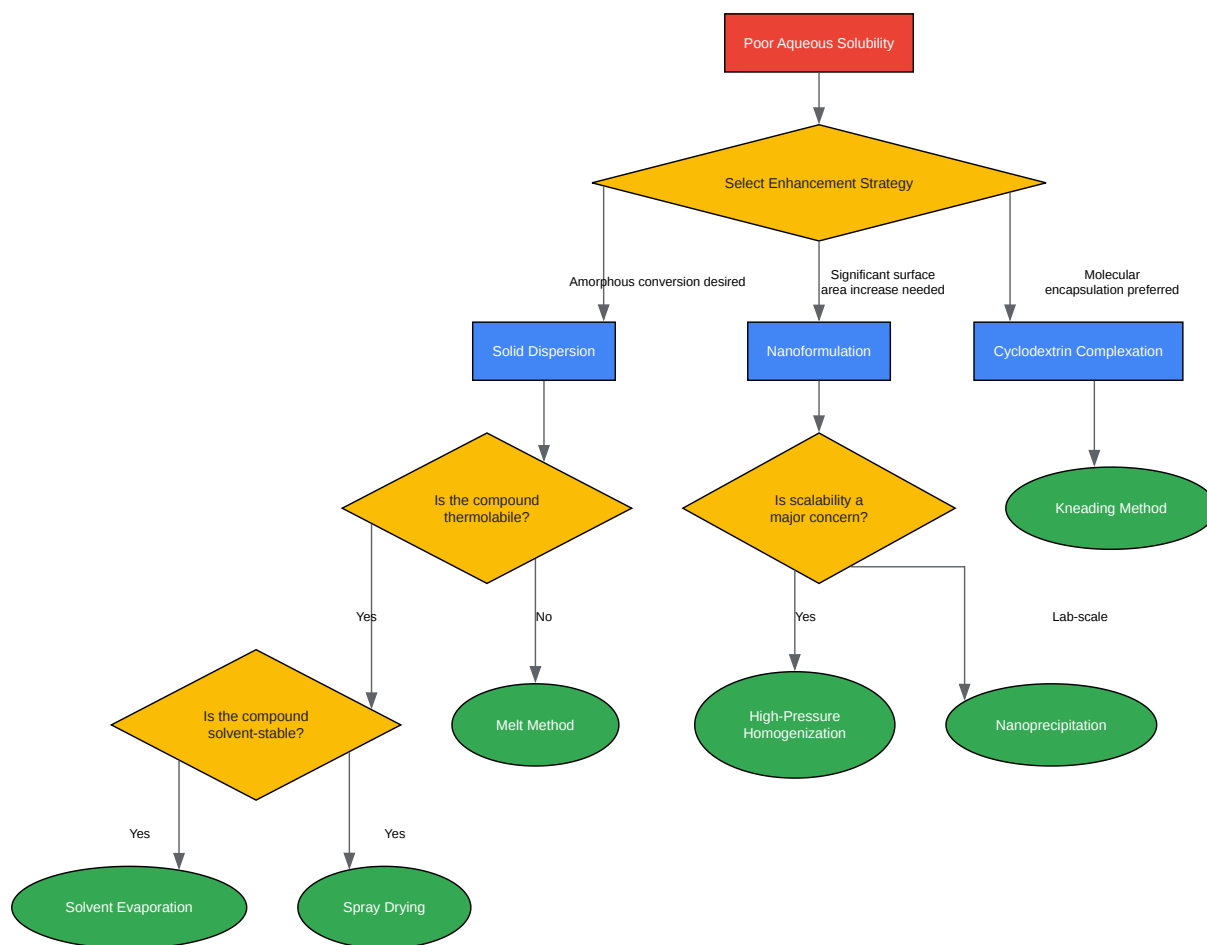 Poor Aqueous Solubility
Select Enhancement Strategy
Amorphous conversion desired
Significant surface
area increase needed
Molecular
encapsulation preferred
Solid Dispersion
Nanoformulation
Cyclodextrin Complexation
Is the compound
thermolabile?
Is scalability a
major concern?
Kneading Method
Yes
No
Yes
Lab-scale
Is the compound
solvent-stable?
Melt Method
High-Pressure
Homogenization
Nanoprecipitation
Yes
Yes
Solvent Evaporation
Spray Drying